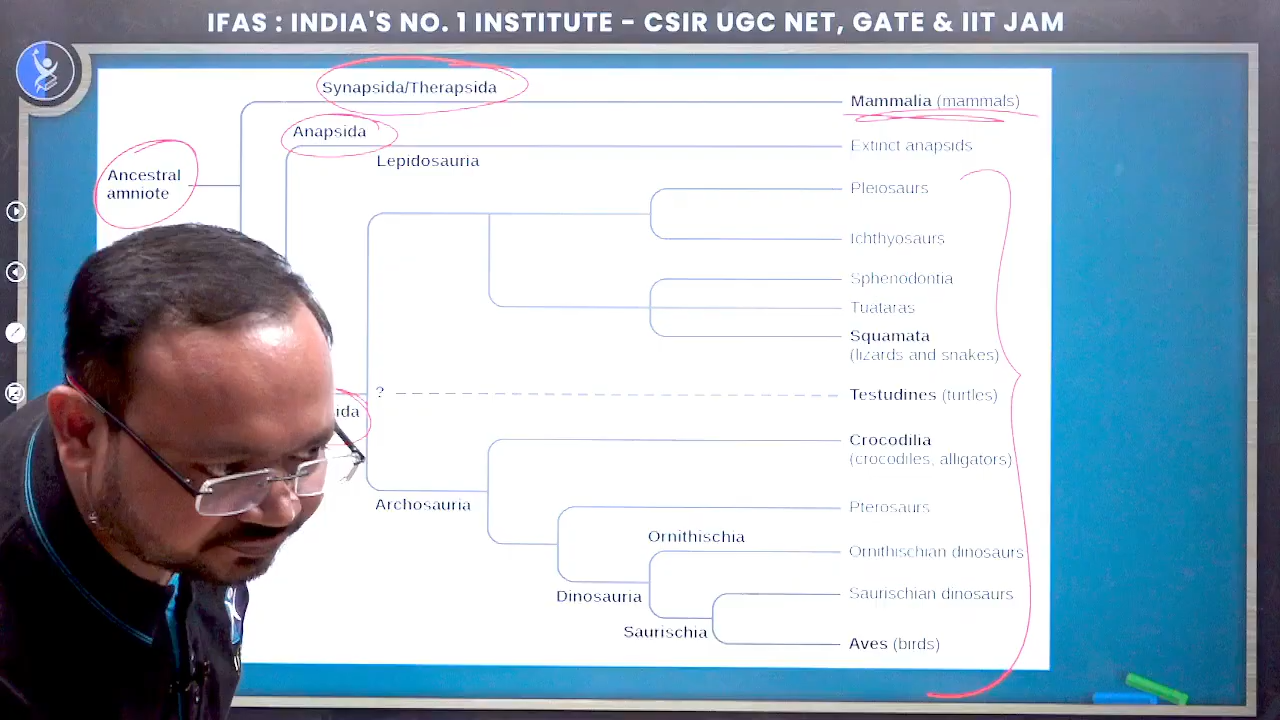 IFAS : INDIA'S NO. 1 INSTITUTE - CSIR UGC NET, GATE & IIT JAM
Synapsida/Therapsida
Mammalia (mammals)
Anapsida
Extinct anapsids
Lepidosauria
Ancestral
amniote
Pleiosaurs
Ichthyosaurs
Sphenodontia
Tuataras
Squamata
(lizards and snakes)
?
Testudines (turtles)
Crocodilia
(crocodiles, alligators)
Archosauria
Pterosaurs
Ornithischia
Ornithischian dinosaurs
Dinosauria
Saurischian dinosaurs
Saurischia
Aves (birds)